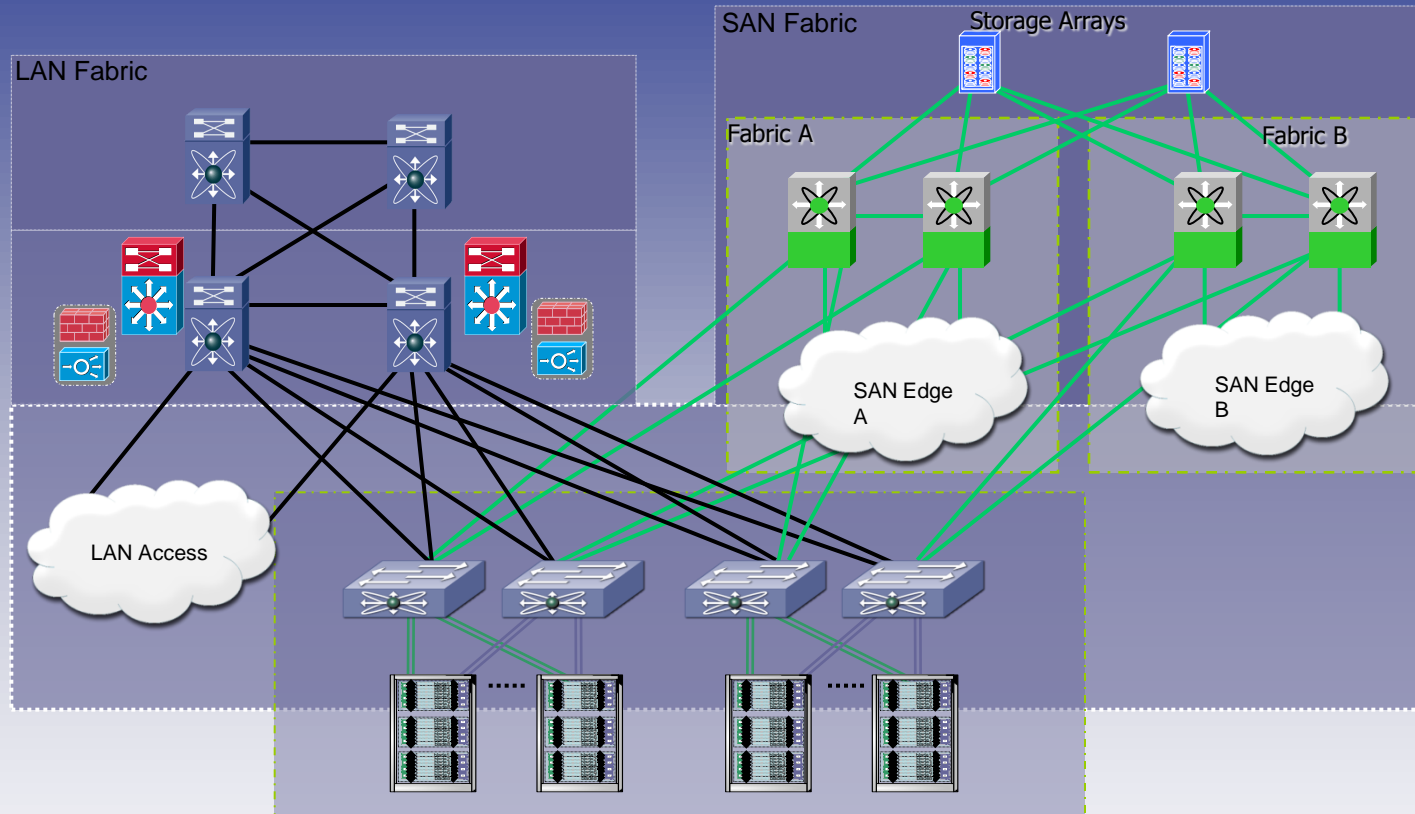 SAN Fabric
Storage Arrays
LAN Fabric
Fabric A
Fabric B
SAN Edge
A
SAN Edge
B
LAN Access